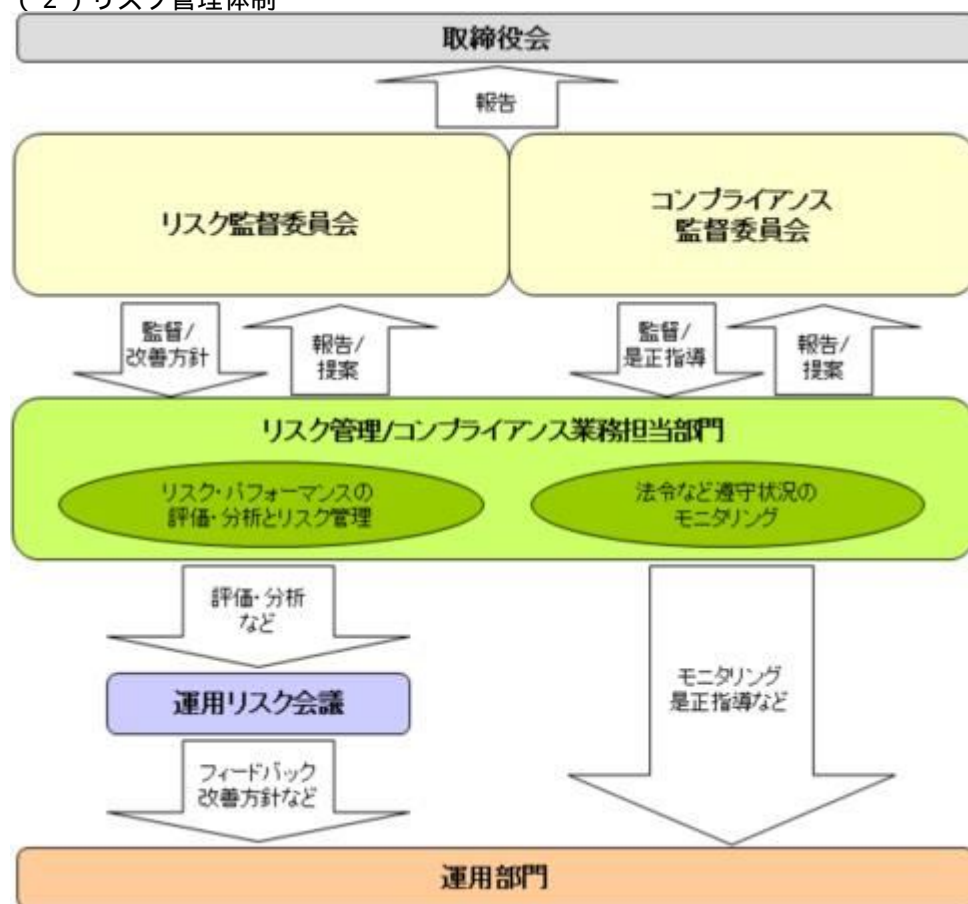 (2)リスク管理体制
取締役会
報告
リスク監督委員会
コンプライアンス
監督委員会
監督/
改善方針
報告/
提案
監督/
是正指導
報告/
提案
リスク管理/コンプライアンス業務担当部門
リスク・パフォーマンスの
評価・分析とリスク管理
法令など遵守状況の
モニタリング
評価・分析
など
運用リスク会議
モニタリング
是正指導など
フィードバック
改善方針など
運用部門